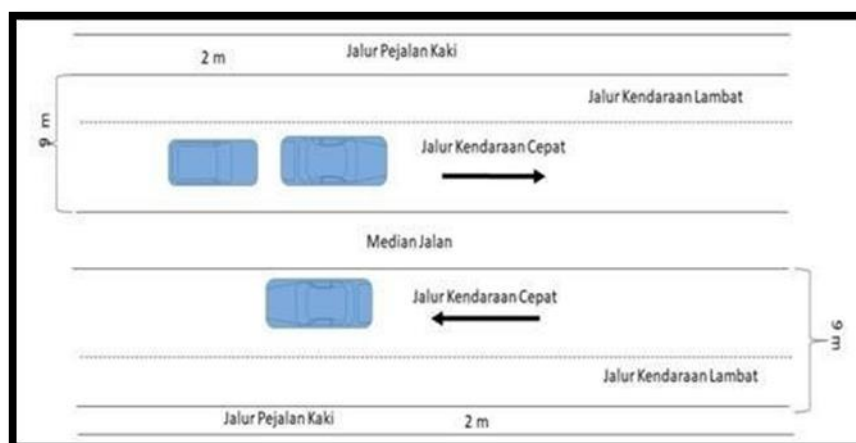 Jalur Pejalan Kaki
2 m
Jalur Kendaraan Lambat
9 m
Jalur Kendaraan Cepat
Median Jalan
Jalur Kendaraan Cepat
9 m
Jalur Kendaraan Lambat
Jalur Pejalan Kaki
2 m